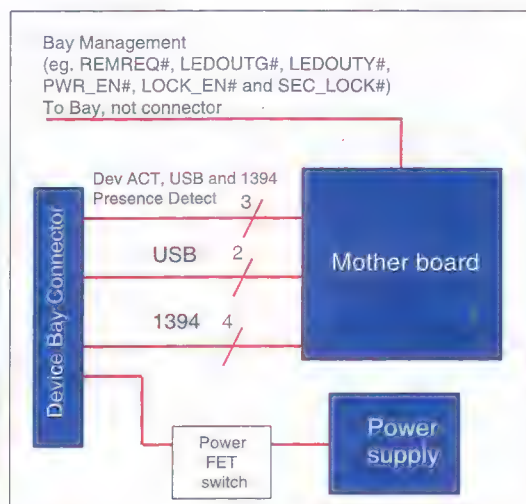 Bay Management
(eg. REMREQ#, LEDOUTG#, LEDOUTY#,
PWR_EN#, LOCK_EN# and SEC_LOCK#)
To Bay, not connector
Dev ACT, USB and 1394
Presence Detect
3
USB
2
1394
4
Device Bay Connector
Mother board
Power
FET
switch
Power
supply